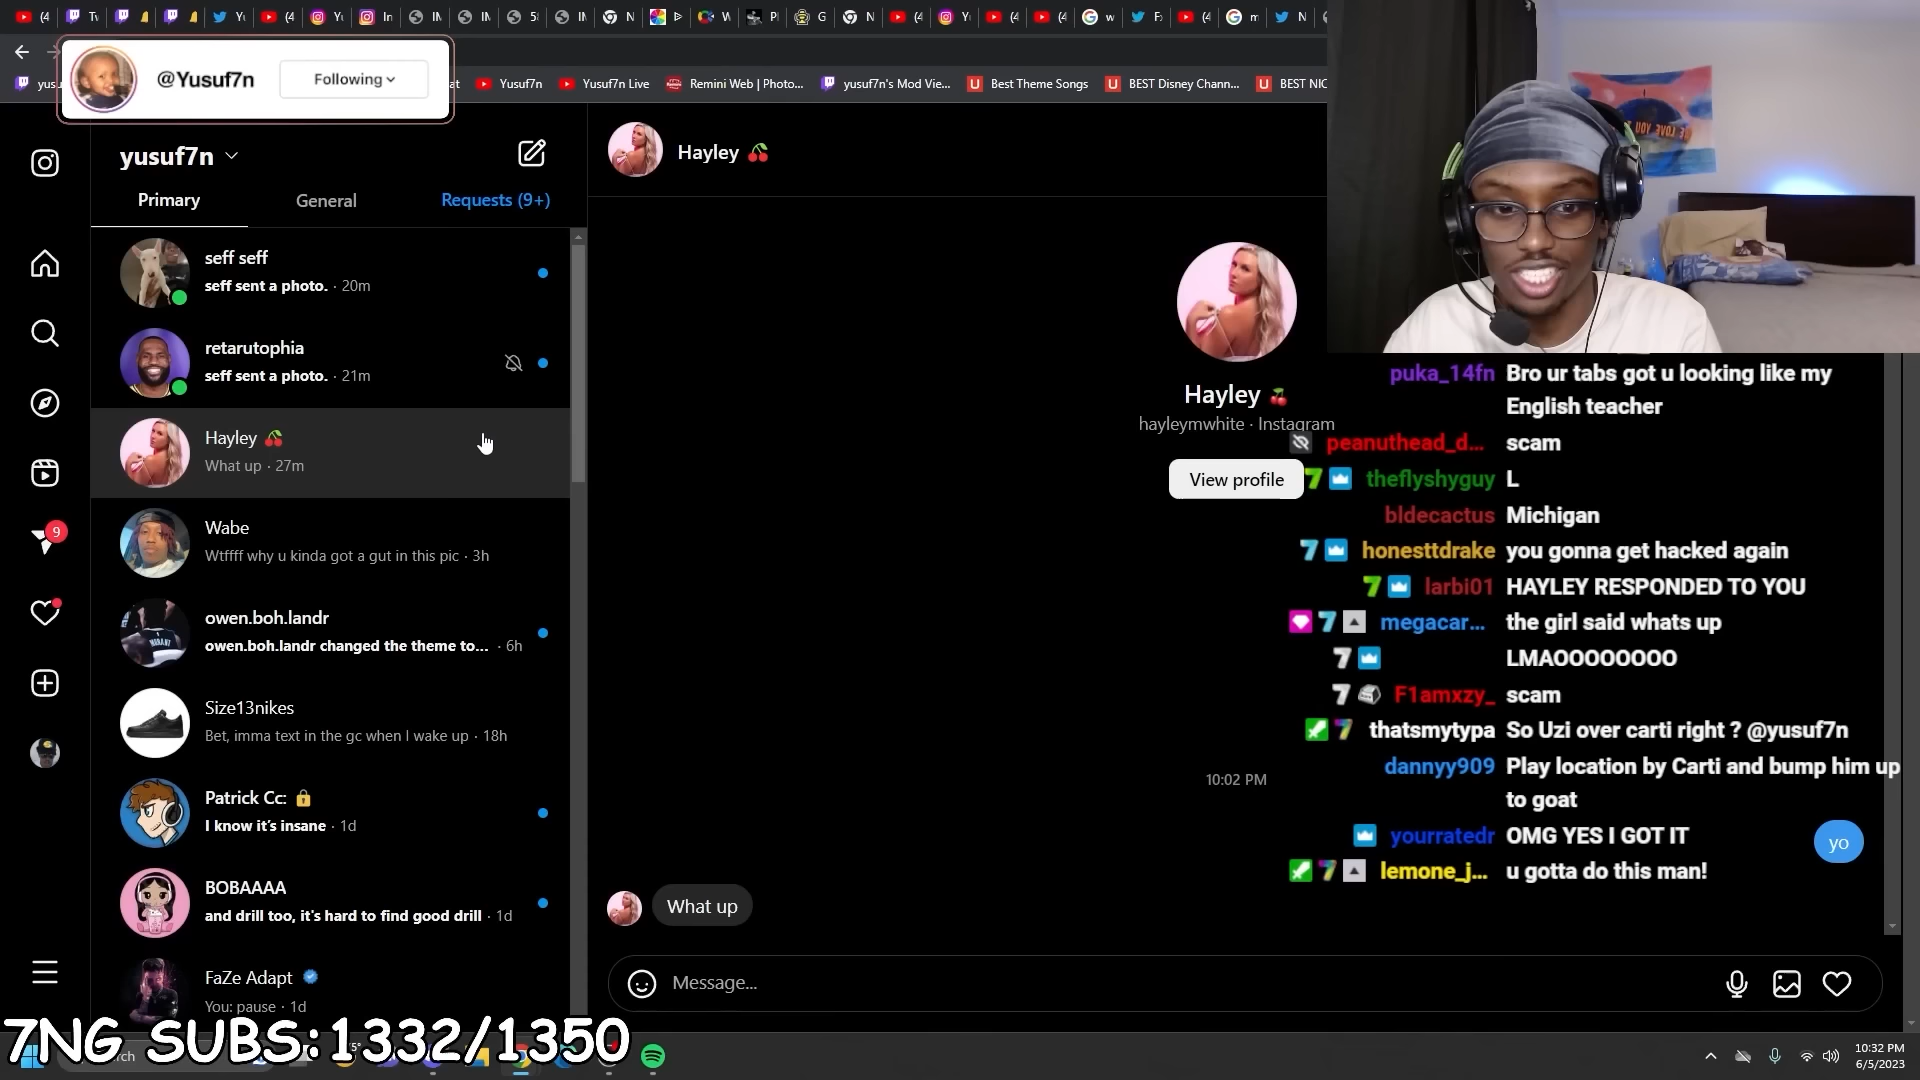 @Yusuf7n
Following
Yusuf7n
Yusuf7n Live
Remini Web | Photo...
yusuf7n's Mod Vie...
Best Theme Songs
BEST Disney Chann...
BEST NIC
yusuf7n
Primary
General
Requests (9+)
seff seff
seff sent a photo. · 20m
retarutophia
seff sent a photo. · 21m
Hayley 🍒
What up · 27m
Wabe
Wtffff why u kinda got a gut in this pic · 3h
owen.boh.landr
owen.boh.landr changed the theme to... · 6h
Size13nikes
Bet, imma text in the gc when I wake up · 18h
Patrick Cc: 🔒
I know it's insane · 1d
BOBAAAA
and drill too, it's hard to find good drill · 1d
FaZe Adapt
You: pause · 1d
9
Hayley 🍒
Hayley 🍒
hayleymwhite · Instagram
View profile
10:02 PM
yo
What up
Message...
puka_14fn Bro ur tabs got u looking like my
English teacher
peanuthead_d... scam
theflyshyguy L
bldecactus Michigan
honesttdrake you gonna get hacked again
larbi01 HAYLEY RESPONDED TO YOU
megacar... the girl said whats up
LMAOOOOOOOO
F1amxzy_ scam
thatsmytypa So Uzi over carti right ? @yusuf7n
dannyy909 Play location by Carti and bump him up
to goat
yourratedr OMG YES I GOT IT
lemone_j... u gotta do this man!
7NG SUBS: 1332/1350
10:32 PM
6/5/2023